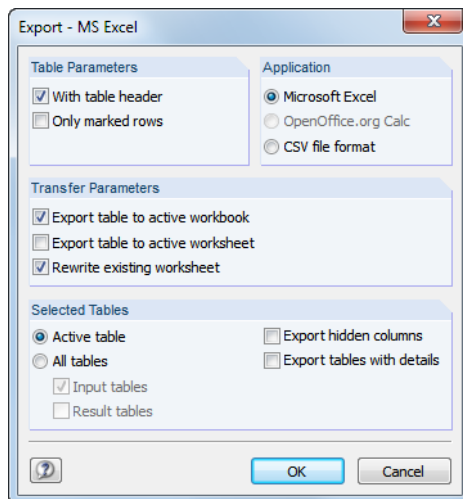 Export - MS Excel
Table Parameters
With table header
Only marked rows
Application
Microsoft Excel
OpenOffice.org Calc
CSV file format
Transfer Parameters
Export table to active workbook
Export table to active worksheet
Rewrite existing worksheet
Selected Tables
Active table
All tables
Input tables
Result tables
Export hidden columns
Export tables with details
OK
Cancel